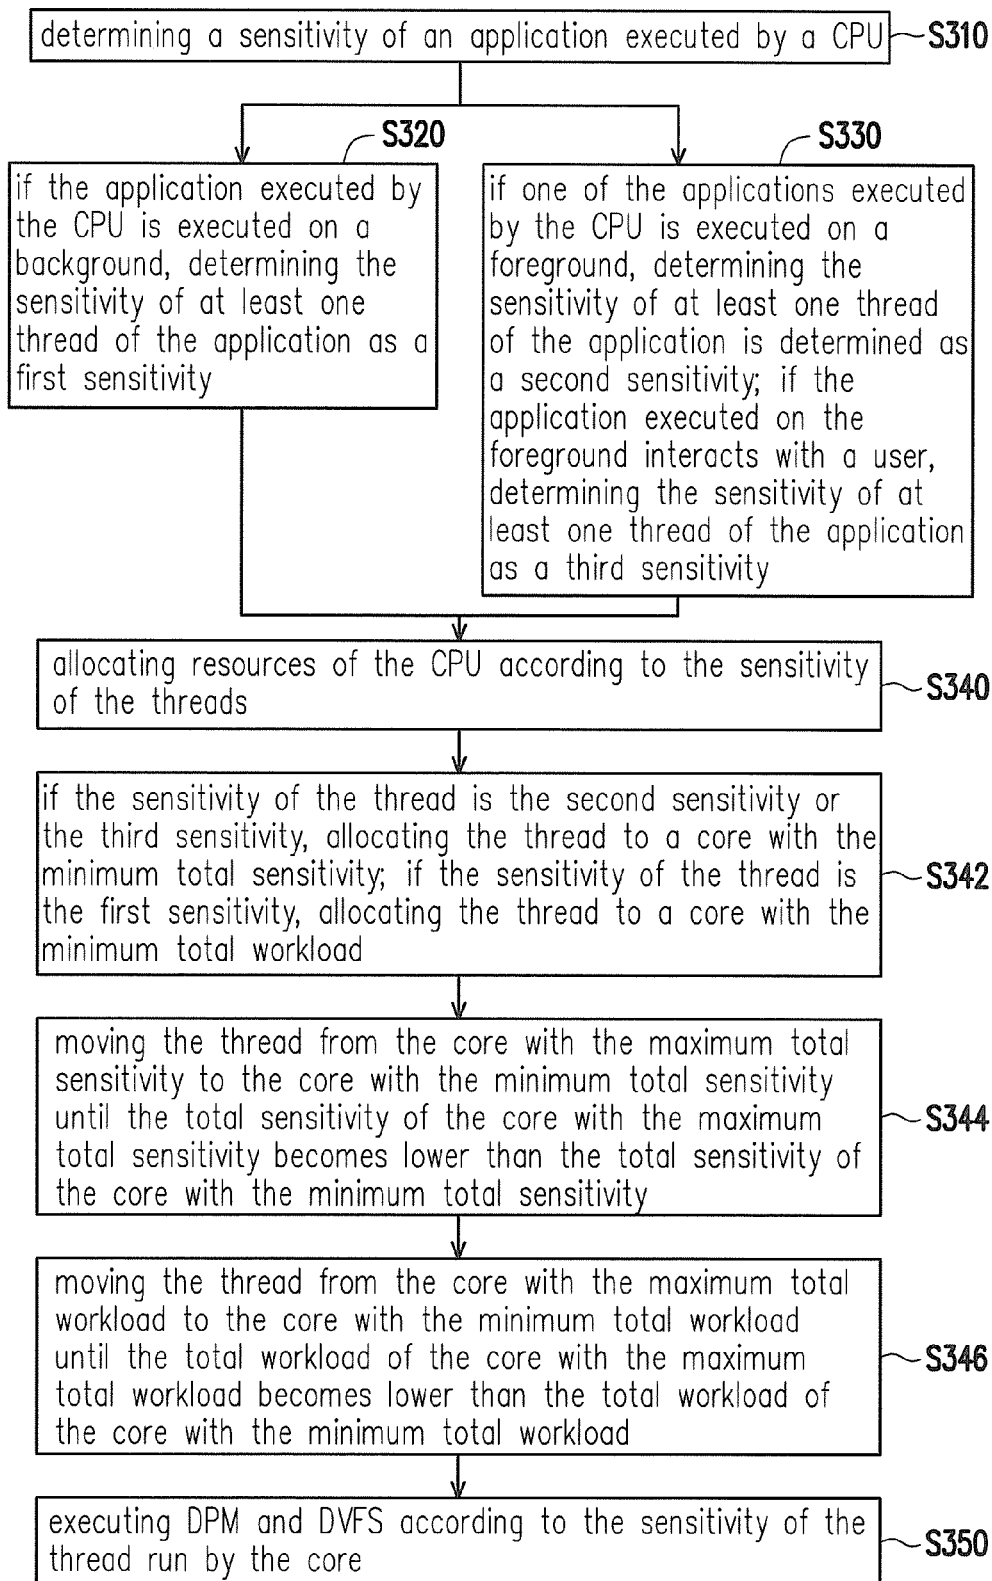 determining a sensitivity of an application executed by a CPU
S310
S320
if the application executed by
the CPU is executed on a
background, determining the
sensitivity of at least one
thread of the application as a
first sensitivity
S330
if one of the applications executed
by the CPU is executed on a
foreground, determining the
sensitivity of at least one thread
of the application is determined as
a second sensitivity; if the
application executed on the
foreground interacts with a user,
determining the sensitivity of at
least one thread of the application
as a third sensitivity
allocating resources of the CPU according to the sensitivity
of the threads
S340
if the sensitivity of the thread is the second sensitivity or
the third sensitivity, allocating the thread to a core with the
minimum total sensitivity; if the sensitivity of the thread is
the first sensitivity, allocating the thread to a core with the
minimum total workload
S342
moving the thread from the core with the maximum total
sensitivity to the core with the minimum total sensitivity
until the total sensitivity of the core with the maximum
total sensitivity becomes lower than the total sensitivity of
the core with the minimum total sensitivity
S344
moving the thread from the core with the maximum total
workload to the core with the minimum total workload
until the total workload of the core with the maximum
total workload becomes lower than the total workload of
the core with the minimum total workload
S346
executing DPM and DVFS according to the sensitivity of the
thread run by the core
S350